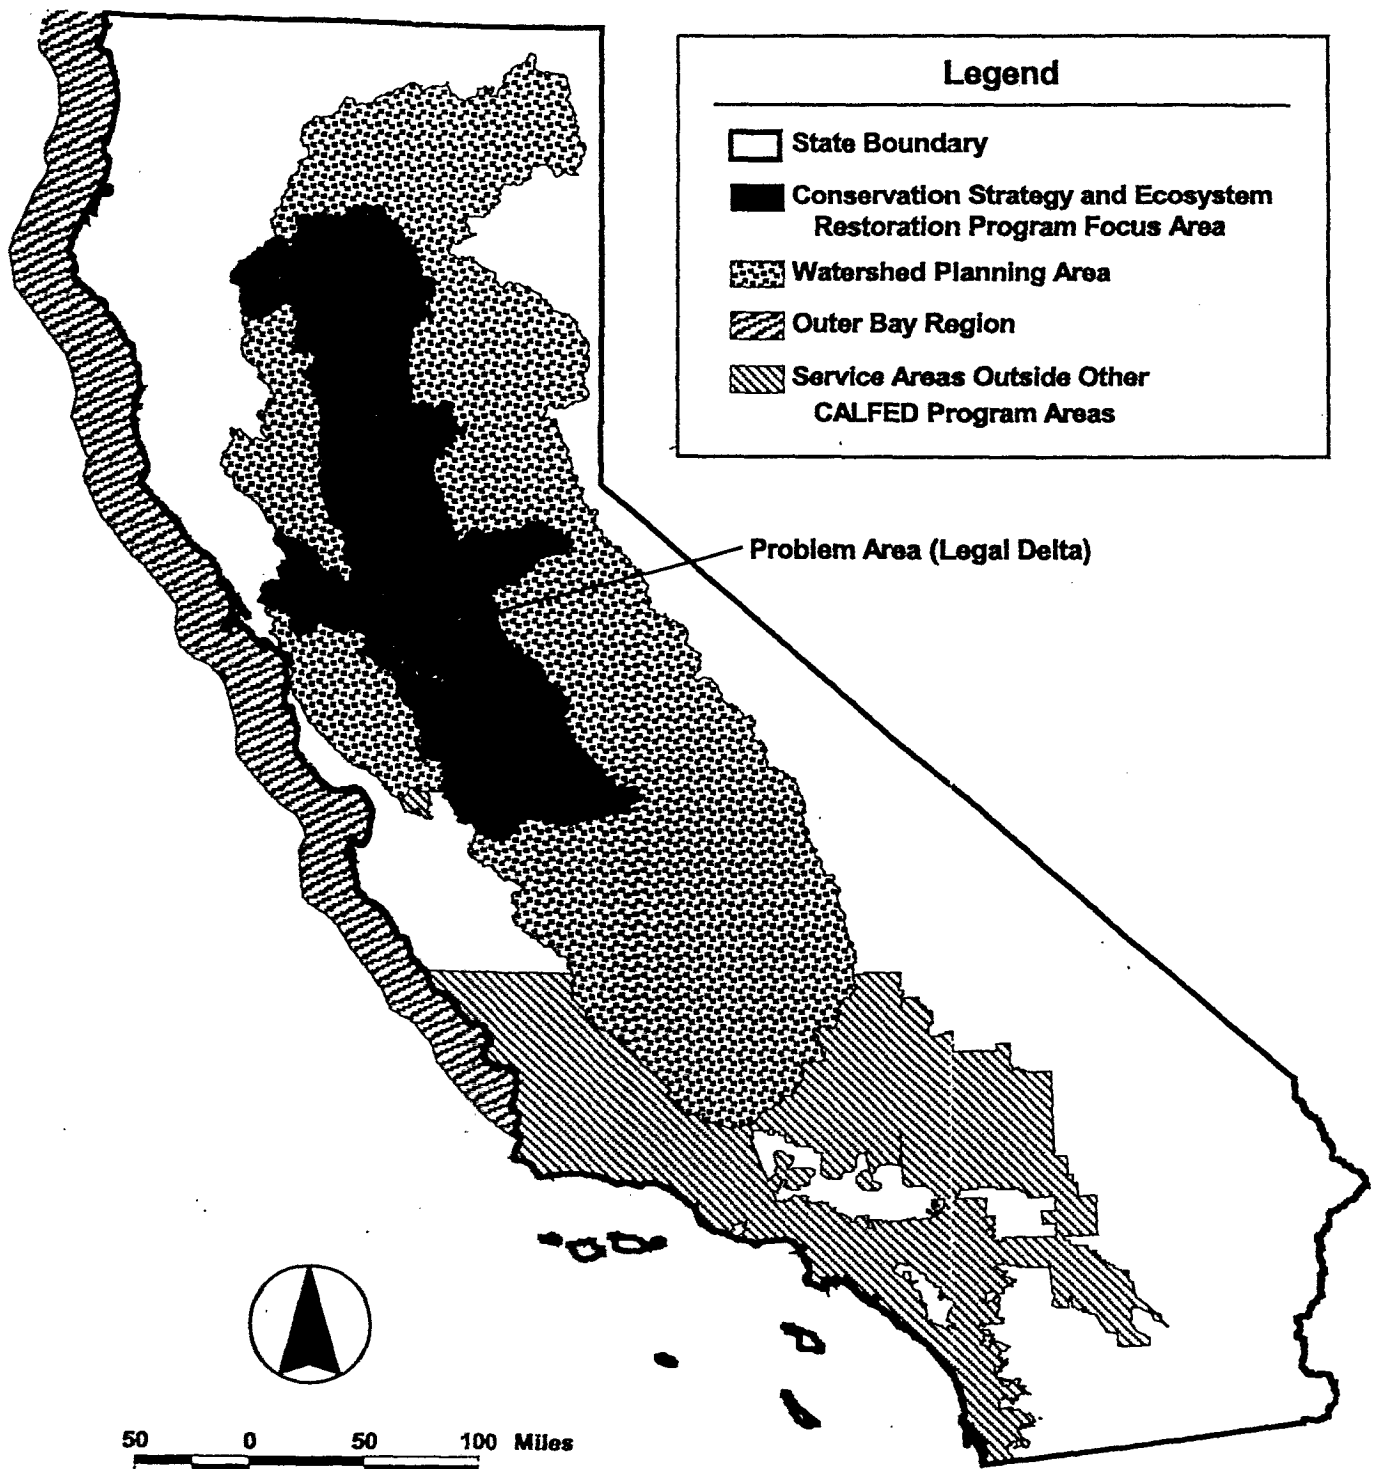 Legend
State Boundary
Conservation Strategy and Ecosystem
Restoration Program Focus Area
Watershed Planning Area
Outer Bay Region
Service Areas Outside Other
CALFED Program Areas
Problem Area (Legal Delta)
50 0 50 100 Miles